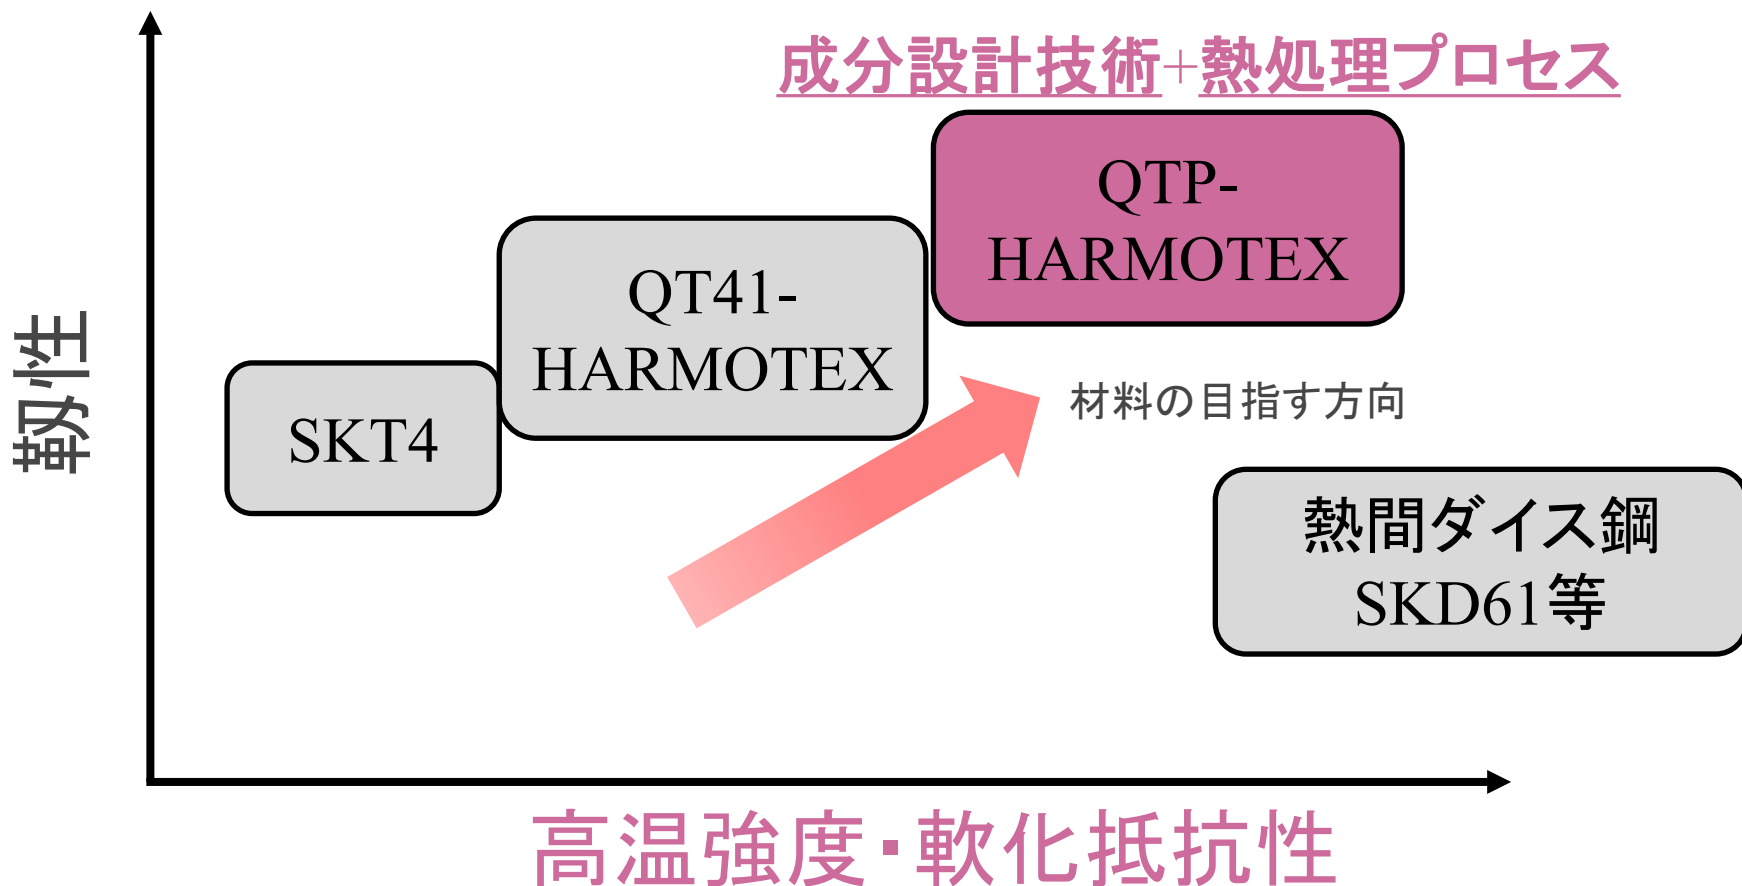 成分設計技術+熱処理プロセス
QTP-
HARMOTEX
QT41-
HARMOTEX
靱性
SKT4
材料の目指す方向
熱間ダイス鋼
SKD61等
高温強度・軟化抵抗性